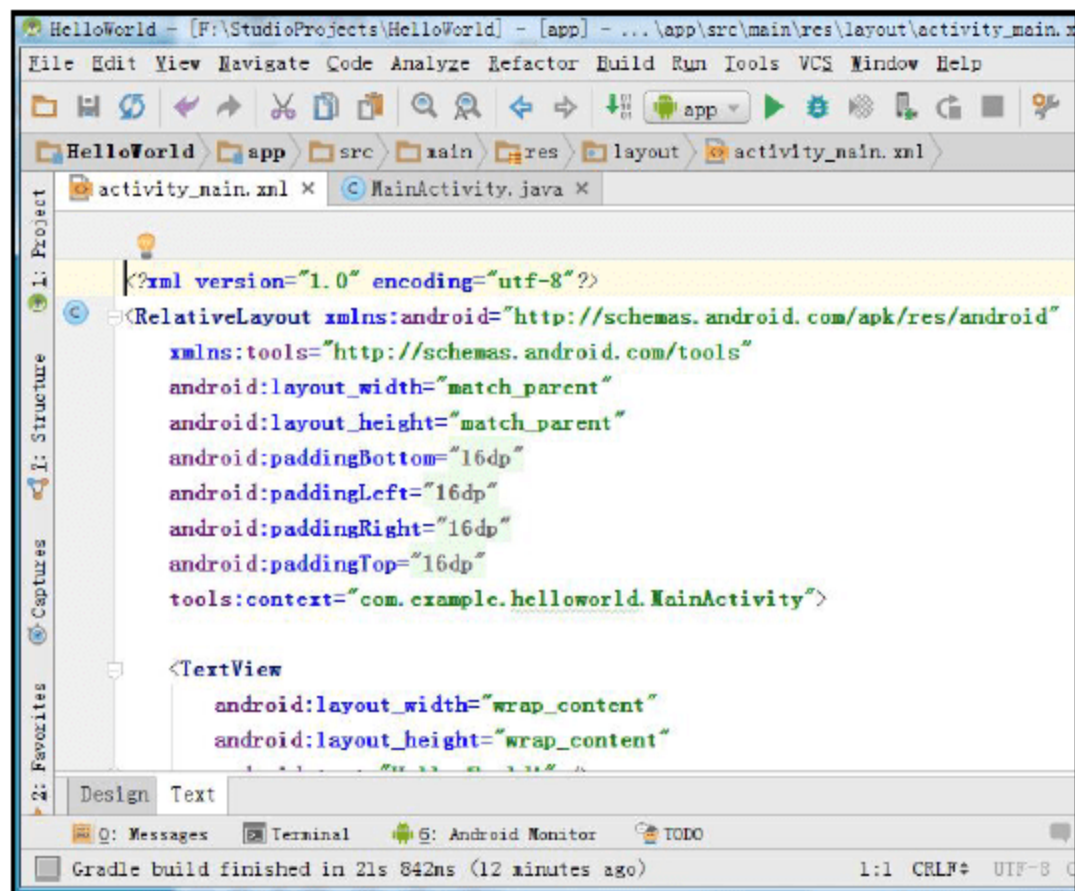 HelloWorld - [F:\StudioProjects\HelloWorld] - [app] - ...\app\src\main\res\layout\activity_main.x
File Edit View Navigate Code Analyze Refactor Build Run Tools VCS Window Help
app
HelloWorld app src main res layout activity_main.xml
activity_main.xml × MainActivity.java ×
1: Project
<?xml version="1.0" encoding="utf-8"?>
<RelativeLayout xmlns:android="http://schemas.android.com/apk/res/android"
xmlns:tools="http://schemas.android.com/tools"
android:layout_width="match_parent"
android:layout_height="match_parent"
android:paddingBottom="16dp"
android:paddingLeft="16dp"
android:paddingRight="16dp"
android:paddingTop="16dp"
tools:context="com.example.helloworld.MainActivity">
<TextView
android:layout_width="wrap_content"
android:layout_height="wrap_content"
7: Structure
Captures
2: Favorites
Design Text
0: Messages Terminal 6: Android Monitor TODO
Gradle build finished in 21s 842ms (12 minutes ago) 1:1 CRLF UTF-8